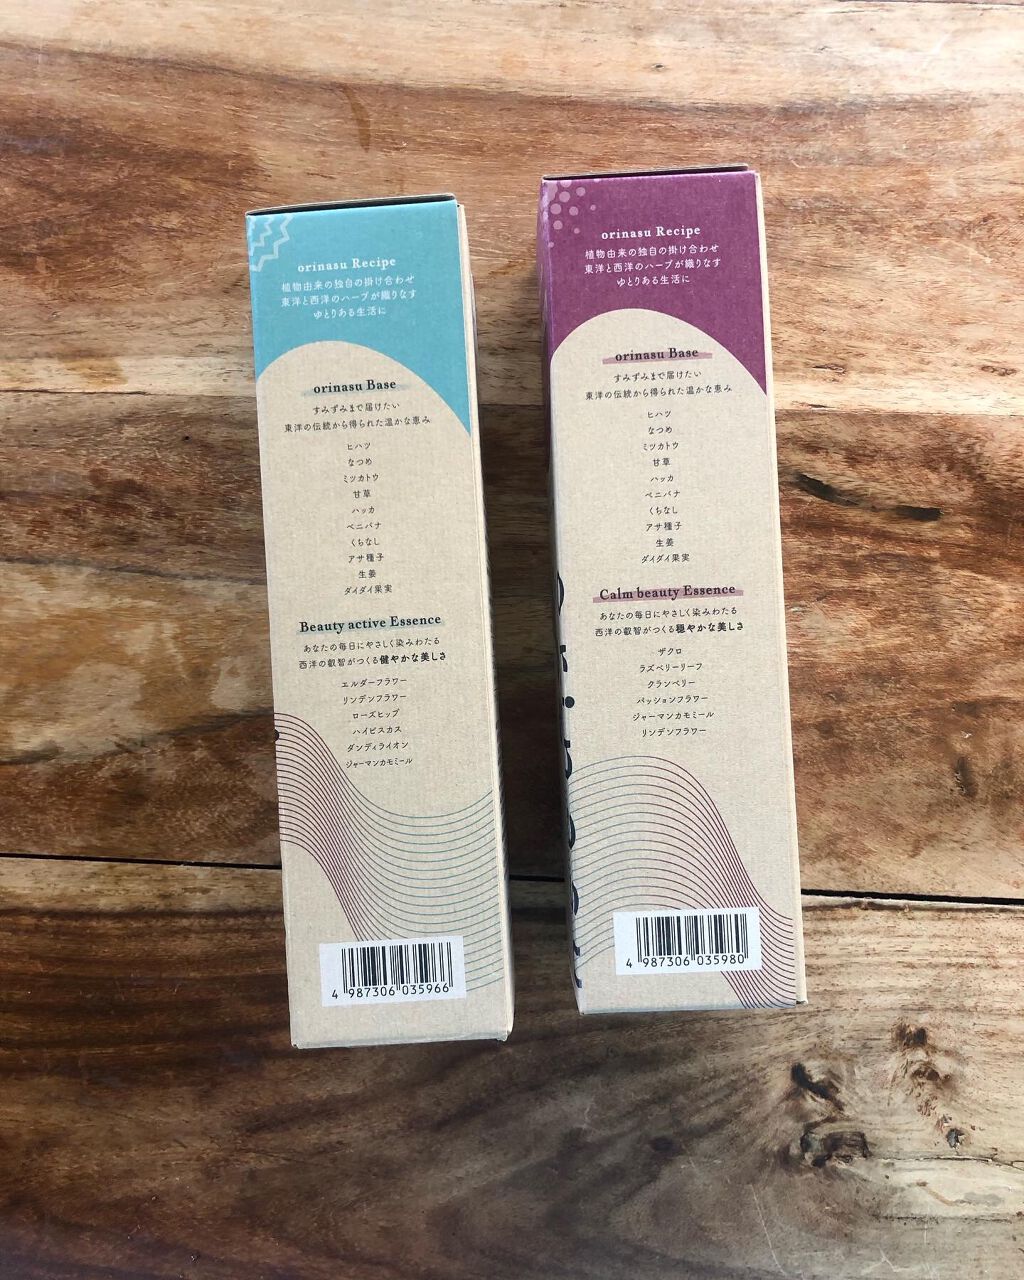 orinasu Recipe
植物由来の独自の掛け合わせ
東洋と西洋のハーブが織りなす
ゆとりある生活に
orinasu Base
すみずみまで届けたい
東洋の伝統から得られた温かな恵み
ヒハツ
なつめ
ミツカトウ
甘草
ハッカ
ベニバナ
くちなし
アサ種子
生姜
ダイダイ果実
Beauty active Essence
あなたの毎日にやさしく染みわたる
西洋の叡智がつくる健やかな美しさ
エルダーフラワー
リンデンフラワー
ローズヒップ
ハイビスカス
ダンディライオン
ジャーマンカモミール
4 987306 035966
orinasu Recipe
植物由来の独自の掛け合わせ
東洋と西洋のハーブが織りなす
ゆとりある生活に
orinasu Base
すみずみまで届けたい
東洋の伝統から得られた温かな恵み
ヒハツ
なつめ
ミツカトウ
甘草
ハッカ
ベニバナ
くちなし
アサ種子
生姜
ダイダイ果実
Calm beauty Essence
あなたの毎日にやさしく染みわたる
西洋の叡智がつくる穏やかな美しさ
ザクロ
ラズベリーリーフ
クランベリー
パッションフラワー
ジャーマンカモミール
リンデンフラワー
4 987306 035980